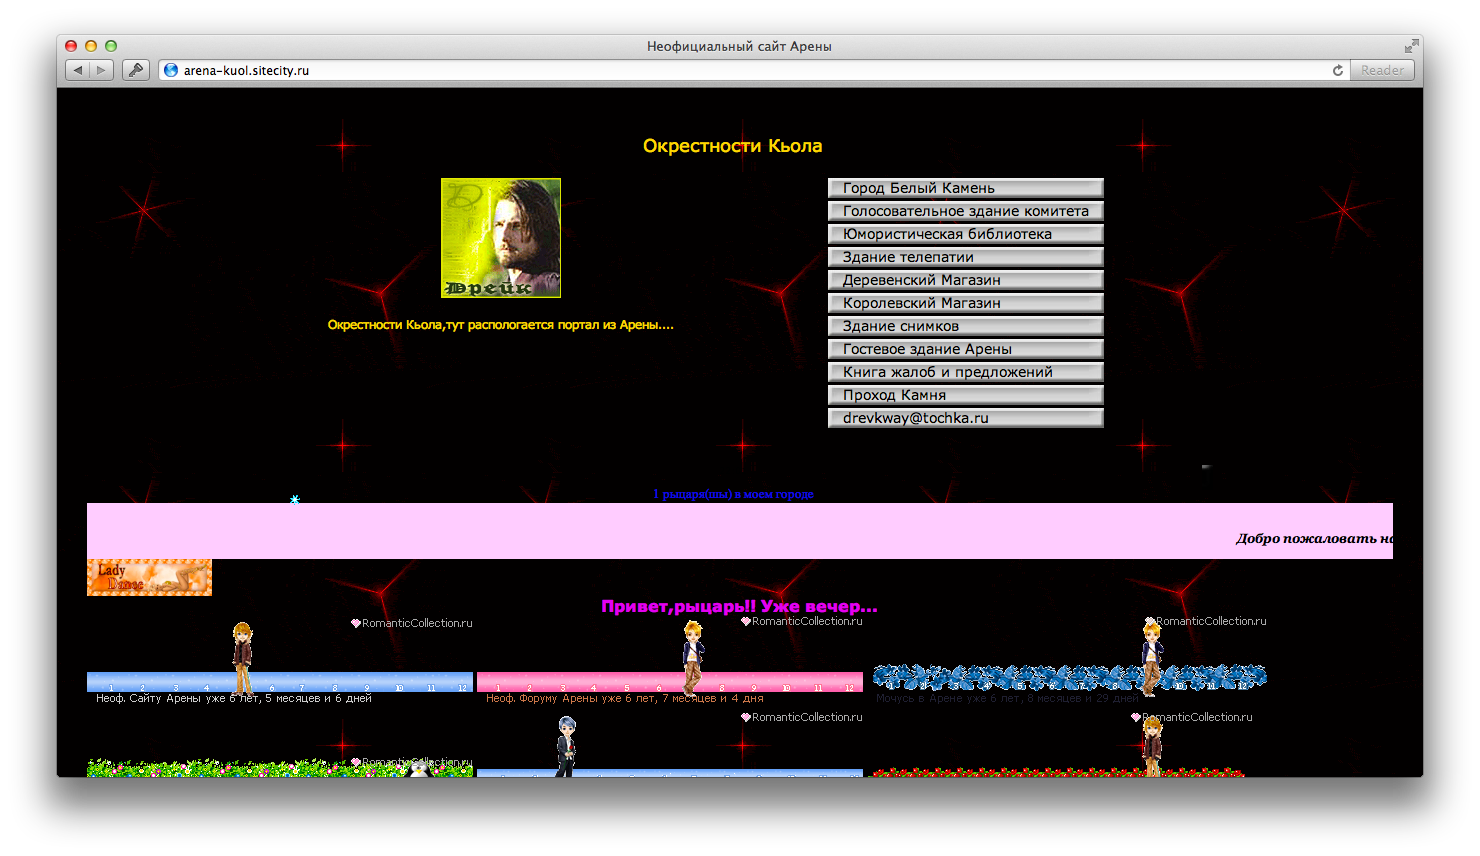 Неофициальный сайт Арены
arena-kuol.sitecity.ru
Reader
Окрестности Кьола
Дрейк
Окрестности Кьола,тут распологается портал из Арены....
Город Белый Камень
Голосовательное здание комитета
Юмористическая библиотека
Здание телепатии
Деревенский Магазин
Королевский Магазин
Здание снимков
Гостевое здание Арены
Книга жалоб и предложений
Проход Камня
drevkway@tochka.ru
1 рыцаря(шы) в моем городе
Добро пожаловать на
Lady
Dance
Привет,рыцарь!! Уже вечер...
RomanticCollection.ru
1 2 3 4 5 6 7 8 9 10 11 12
Неоф. Сайту Арены уже 6 лет, 5 месяцев и 6 дней
RomanticCollection.ru
1 2 3 4 5 6 8 9 10 11 12
Неоф. Форуму Арены уже 6 лет, 7 месяцев и 4 дня
RomanticCollection.ru
1 2 3 4 5 6 7 8 10 11 12
Мочусь в Арене уже 6 лет, 8 месяцев и 29 дней
RomanticCollection.ru
RomanticCollection.ru
RomanticCollection.ru